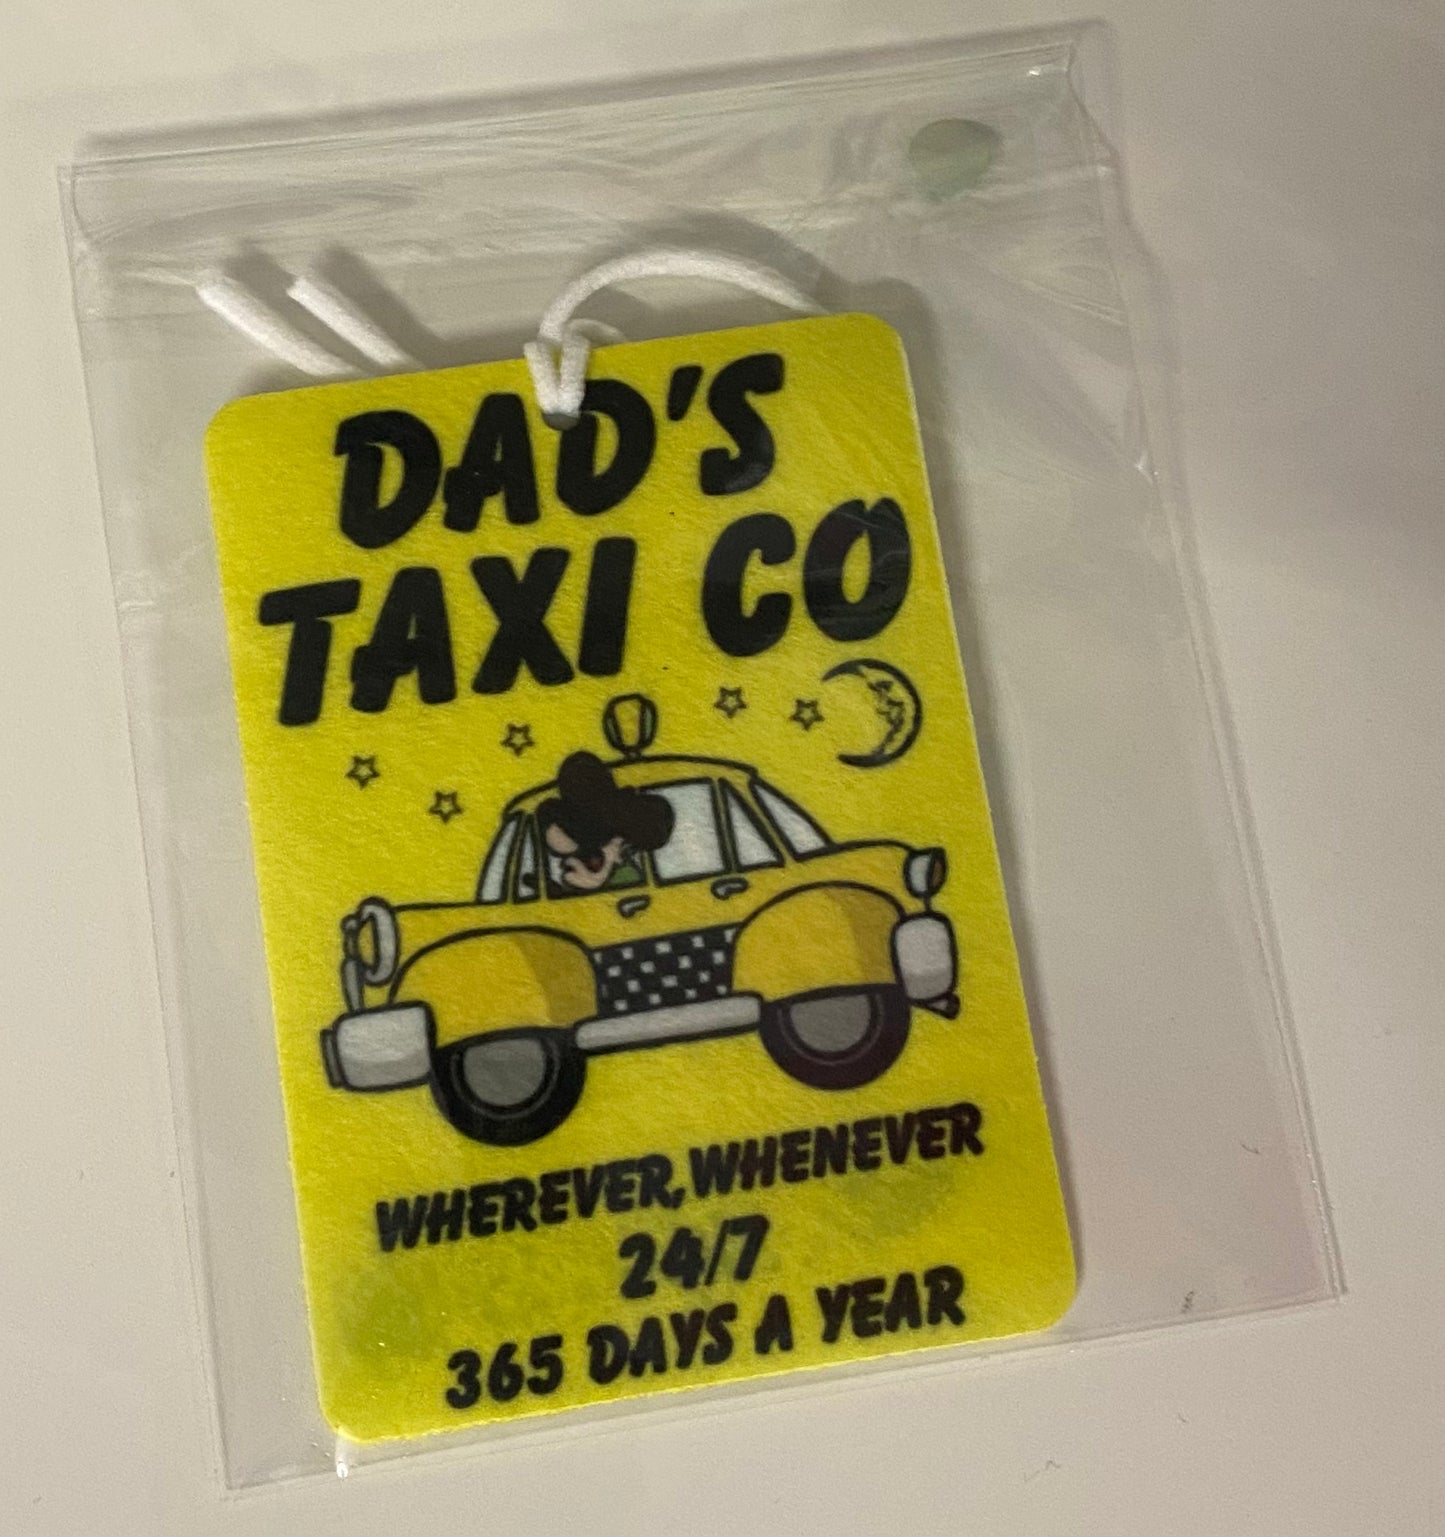 DAD'S
TAXI CO
WHEREVER, WHENEVER
24/7
365 DAYS A YEAR